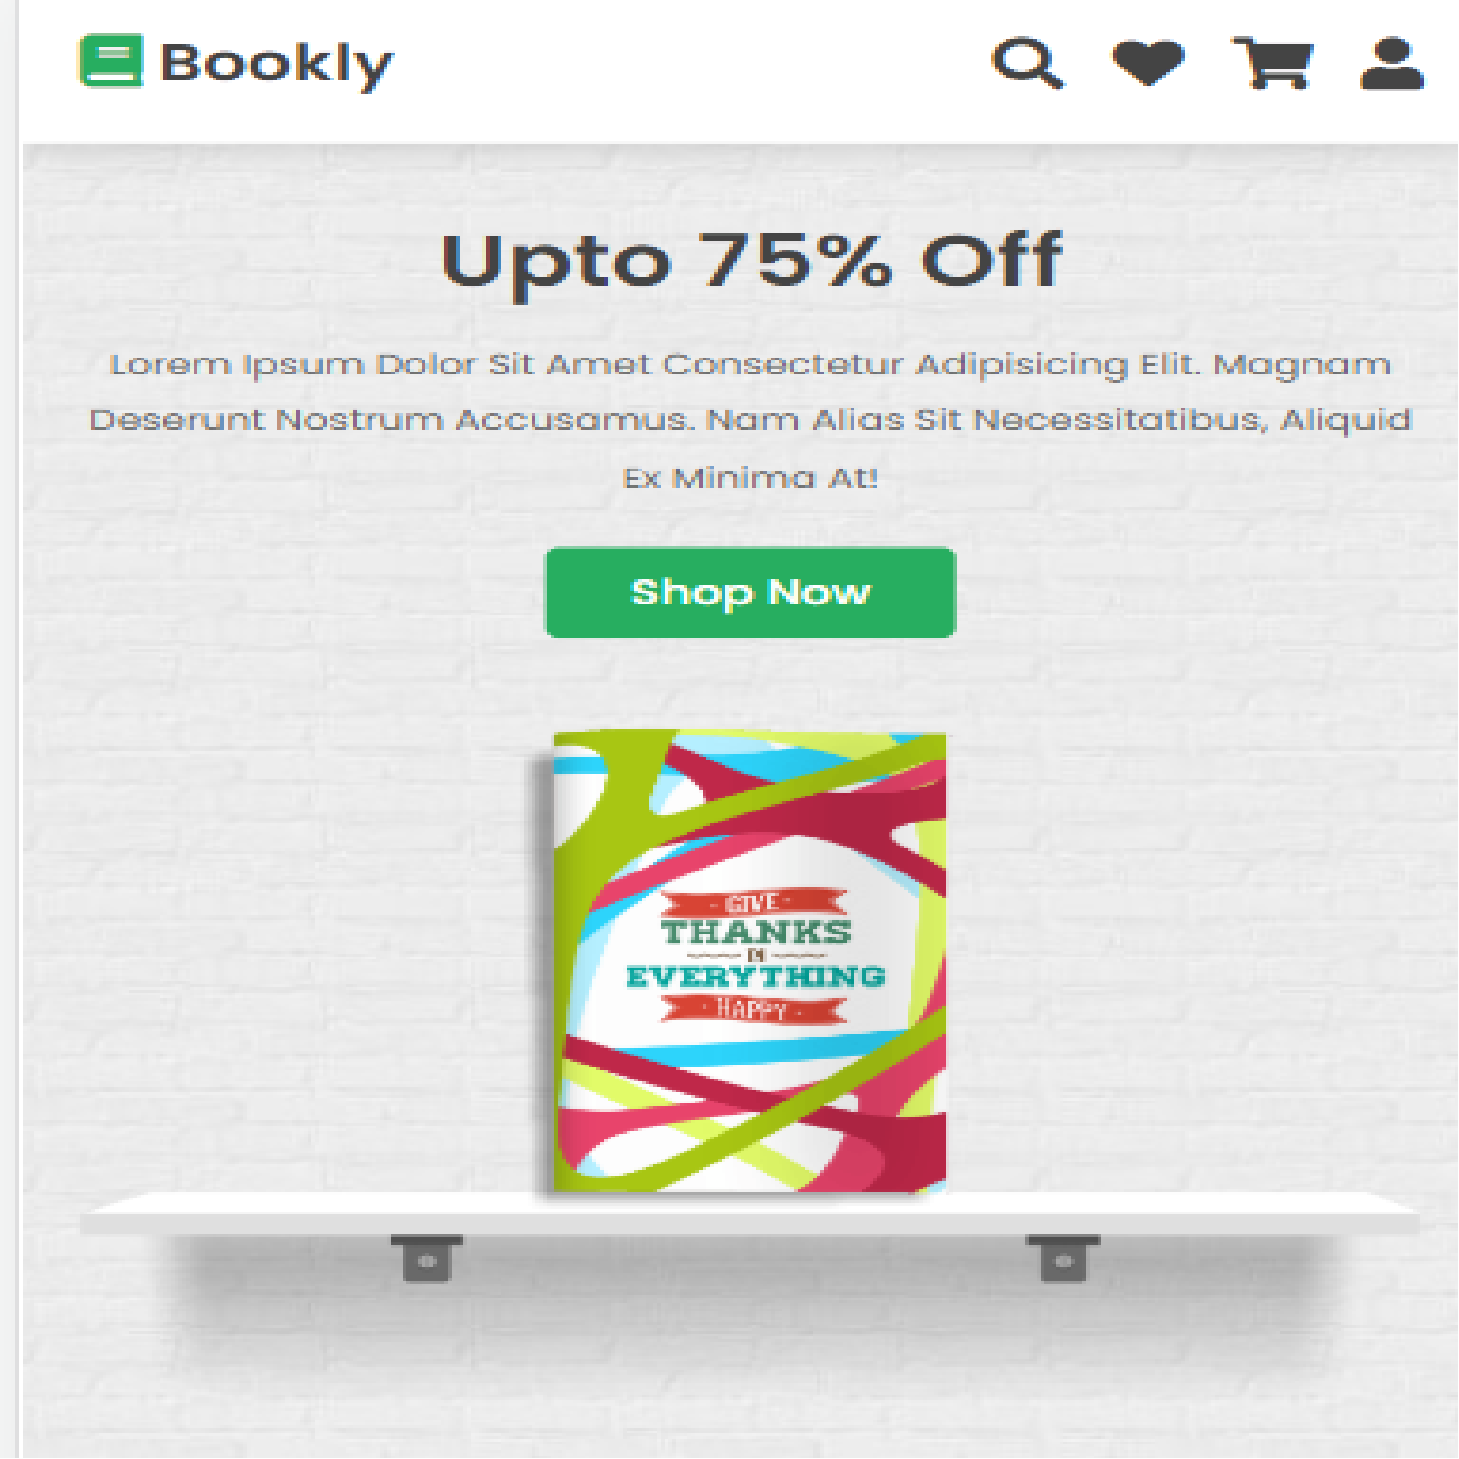 Bookly
Upto 75% Off
Lorem Ipsum Dolor Sit Amet Consectetur Adipisicing Elit. Magnam
Deserunt Nostrum Accusamus. Nam Alias Sit Necessitatibus, Aliquid
Ex Minima At!
Shop Now
- GIVE -
THANKS
IN
EVERYTHING
- HAPPY -